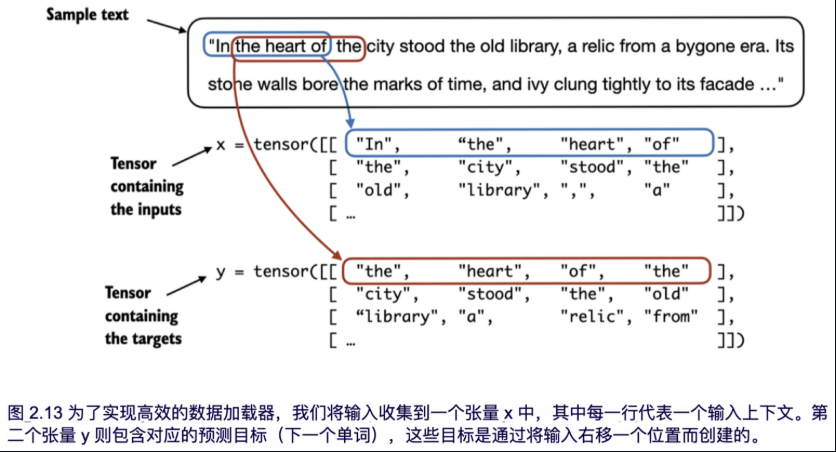 Sample text
"In the heart of the city stood the old library, a relic from a bygone era. Its
stone walls bore the marks of time, and ivy clung tightly to its facade ..."
x = tensor([[ "In", “the", "heart", "of" ],
[ "the", "city", "stood", "the" ],
[ "old", "library", ",", "a" ],
[ … ]])
Tensor
containing
the inputs
y = tensor([[ "the", "heart", "of", "the" ],
[ "city", "stood", "the", "old" ],
[ “library", "a", "relic", "from" ],
[ … ]])
Tensor
containing
the targets
图 2.13 为了实现高效的数据加载器，我们将输入收集到一个张量 x 中，其中每一行代表一个输入上下文。第
二个张量 y 则包含对应的预测目标（下一个单词），这些目标是通过将输入右移一个位置而创建的。